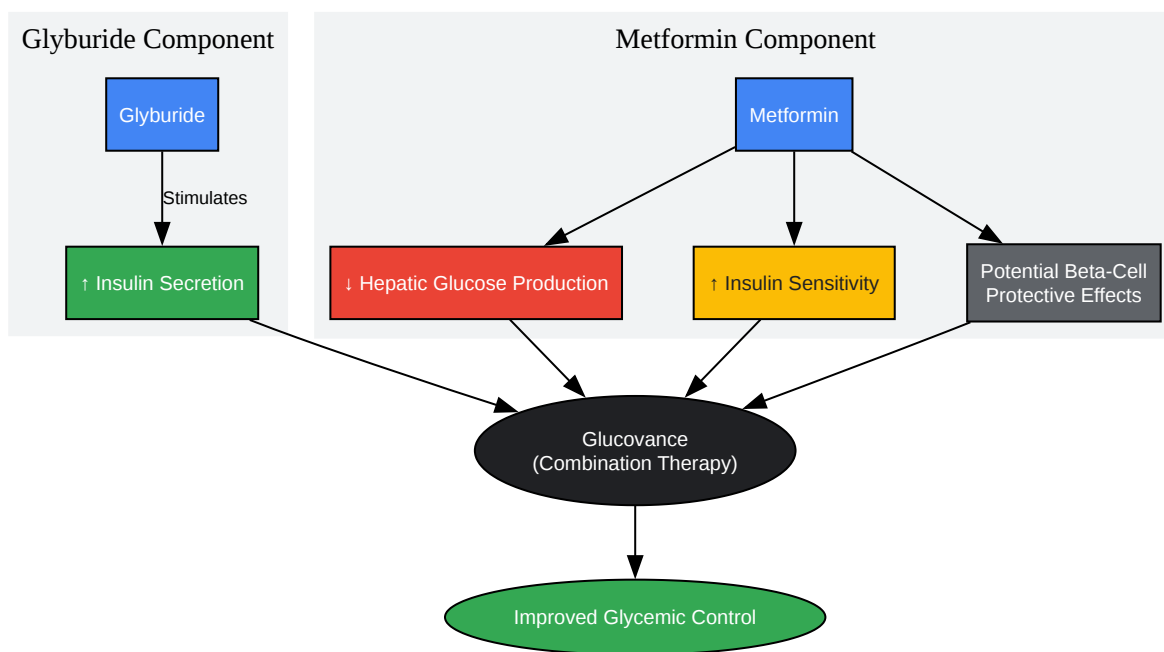 Glyburide Component
Metformin Component
Glyburide
Metformin
Stimulates
↑ Insulin Secretion
↓ Hepatic Glucose Production
↑ Insulin Sensitivity
Potential Beta-Cell
Protective Effects
Glucovance
(Combination Therapy)
Improved Glycemic Control